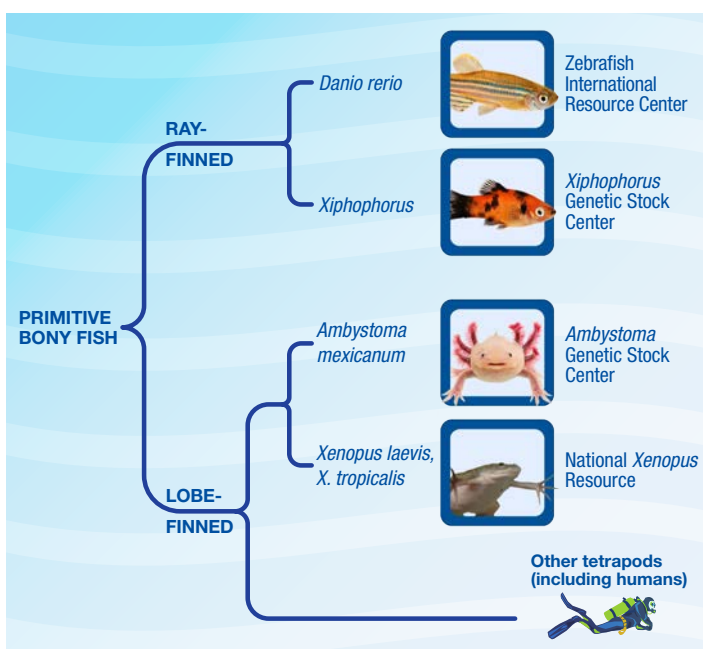 Danio rerio
Zebrafish
International
Resource Center
RAY-
FINNED
Xiphophorus
Xiphophorus
Genetic Stock
Center
PRIMITIVE
BONY FISH
Ambystoma
mexicanum
Ambystoma
Genetic Stock
Center
Xenopus laevis,
X. tropicalis
National Xenopus
Resource
LOBE-
FINNED
Other tetrapods
(including humans)